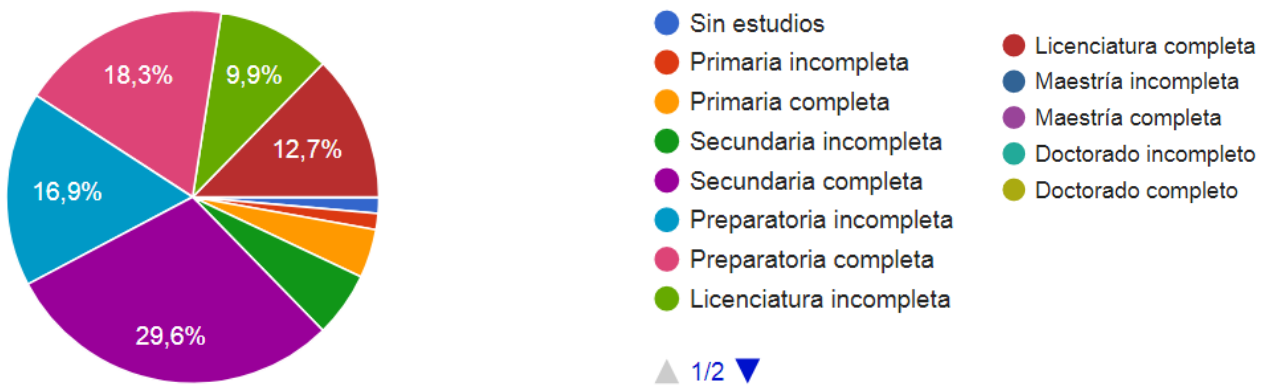 18,3%
9,9%
12,7%
16,9%
29,6%
Sin estudios
Primaria incompleta
Primaria completa
Secundaria incompleta
Secundaria completa
Preparatoria incompleta
Preparatoria completa
Licenciatura incompleta
1/2
Licenciatura completa
Maestría incompleta
Maestría completa
Doctorado incompleto
Doctorado completo